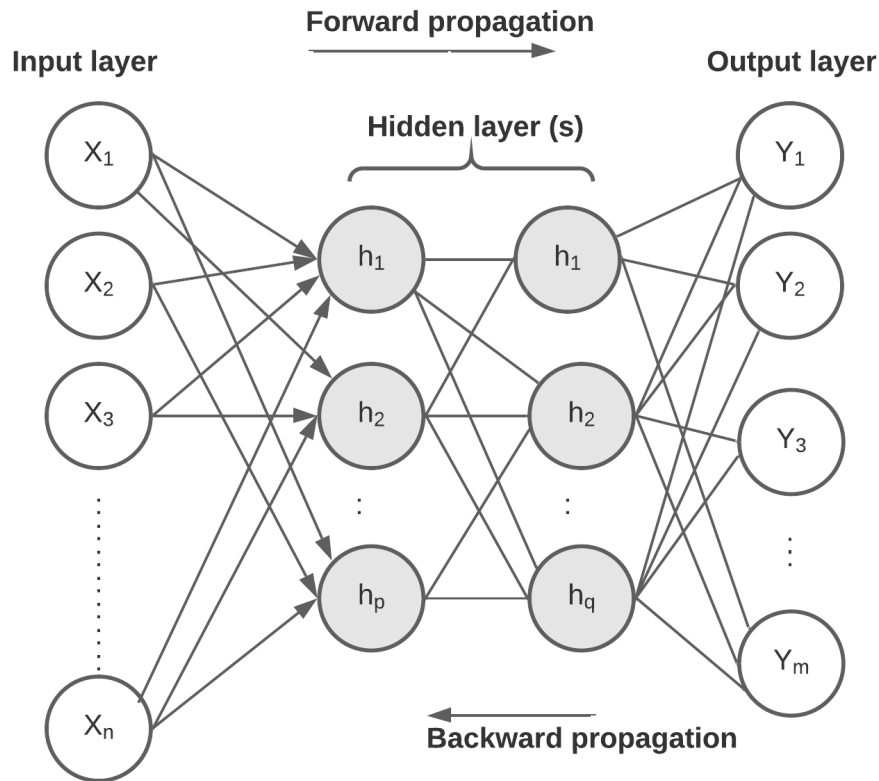 Forward propagation
Input layer
Output layer
Hidden layer (s)
X1
Y1
h1
h1
X2
Y2
X3
h2
h2
Y3
hp
hq
Ym
Xn
Backward propagation